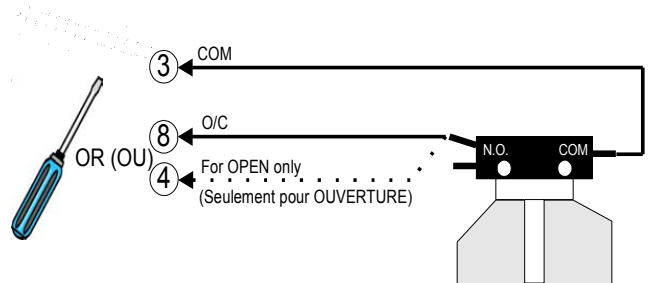 3 COM
8 O/C
OR (OU)
4 For OPEN only
(Seulement pour OUVERTURE)
N.O. COM